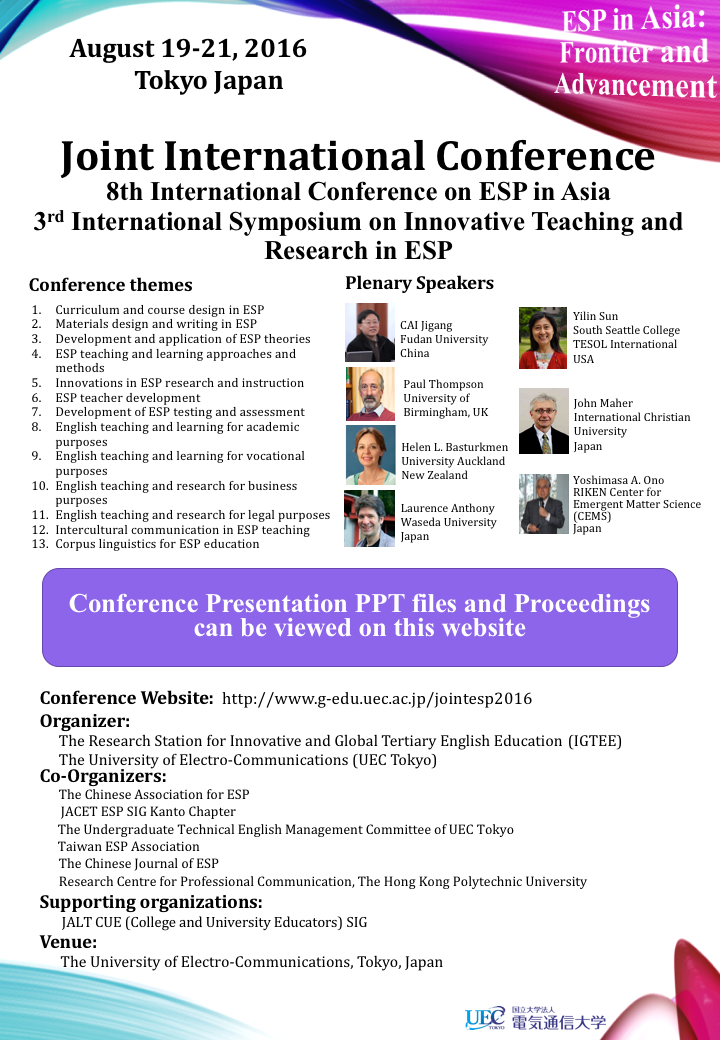 ESP in Asia:
Frontier and
Advancement
August 19-21, 2016
Tokyo Japan
Joint International Conference
8th International Conference on ESP in Asia
3rd International Symposium on Innovative Teaching and
Research in ESP
Conference themes
1. Curriculum and course design in ESP
2. Materials design and writing in ESP
3. Development and application of ESP theories
4. ESP teaching and learning approaches and
methods
5. Innovations in ESP research and instruction
6. ESP teacher development
7. Development of ESP testing and assessment
8. English teaching and learning for academic
purposes
9. English teaching and learning for vocational
purposes
10. English teaching and research for business
purposes
11. English teaching and research for legal purposes
12. Intercultural communication in ESP teaching
13. Corpus linguistics for ESP education
Plenary Speakers
CAI Jigang
Fudan University
China
Paul Thompson
University of
Birmingham, UK
Helen L. Basturkmen
University Auckland
New Zealand
Laurence Anthony
Waseda University
Japan
Yilin Sun
South Seattle College
TESOL International
USA
John Maher
International Christian
University
Japan
Yoshimasa A. Ono
RIKEN Center for
Emergent Matter Science
(CEMS)
Japan
Conference Presentation PPT files and Proceedings
can be viewed on this website
Conference Website: http://www.g-edu.uec.ac.jp/jointesp2016
Organizer:
The Research Station for Innovative and Global Tertiary English Education (IGTEE)
The University of Electro-Communications (UEC Tokyo)
Co-Organizers:
The Chinese Association for ESP
JACET ESP SIG Kanto Chapter
The Undergraduate Technical English Management Committee of UEC Tokyo
Taiwan ESP Association
The Chinese Journal of ESP
Research Centre for Professional Communication, The Hong Kong Polytechnic University
Supporting organizations:
JALT CUE (College and University Educators) SIG
Venue:
The University of Electro-Communications, Tokyo, Japan
UEC
TOKYO
国立大学法人
電気通信大学